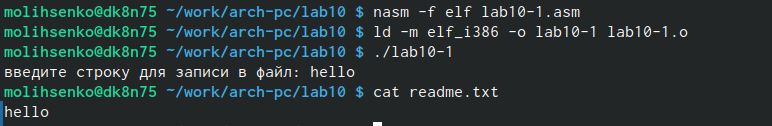 molihsenko@dk8n75 ~/work/arch-pc/lab10 $ nasm -f elf lab10-1.asm
molihsenko@dk8n75 ~/work/arch-pc/lab10 $ ld -m elf_i386 -o lab10-1 lab10-1.o
molihsenko@dk8n75 ~/work/arch-pc/lab10 $ ./lab10-1
введите строку для записи в файл: hello
molihsenko@dk8n75 ~/work/arch-pc/lab10 $ cat readme.txt
hello